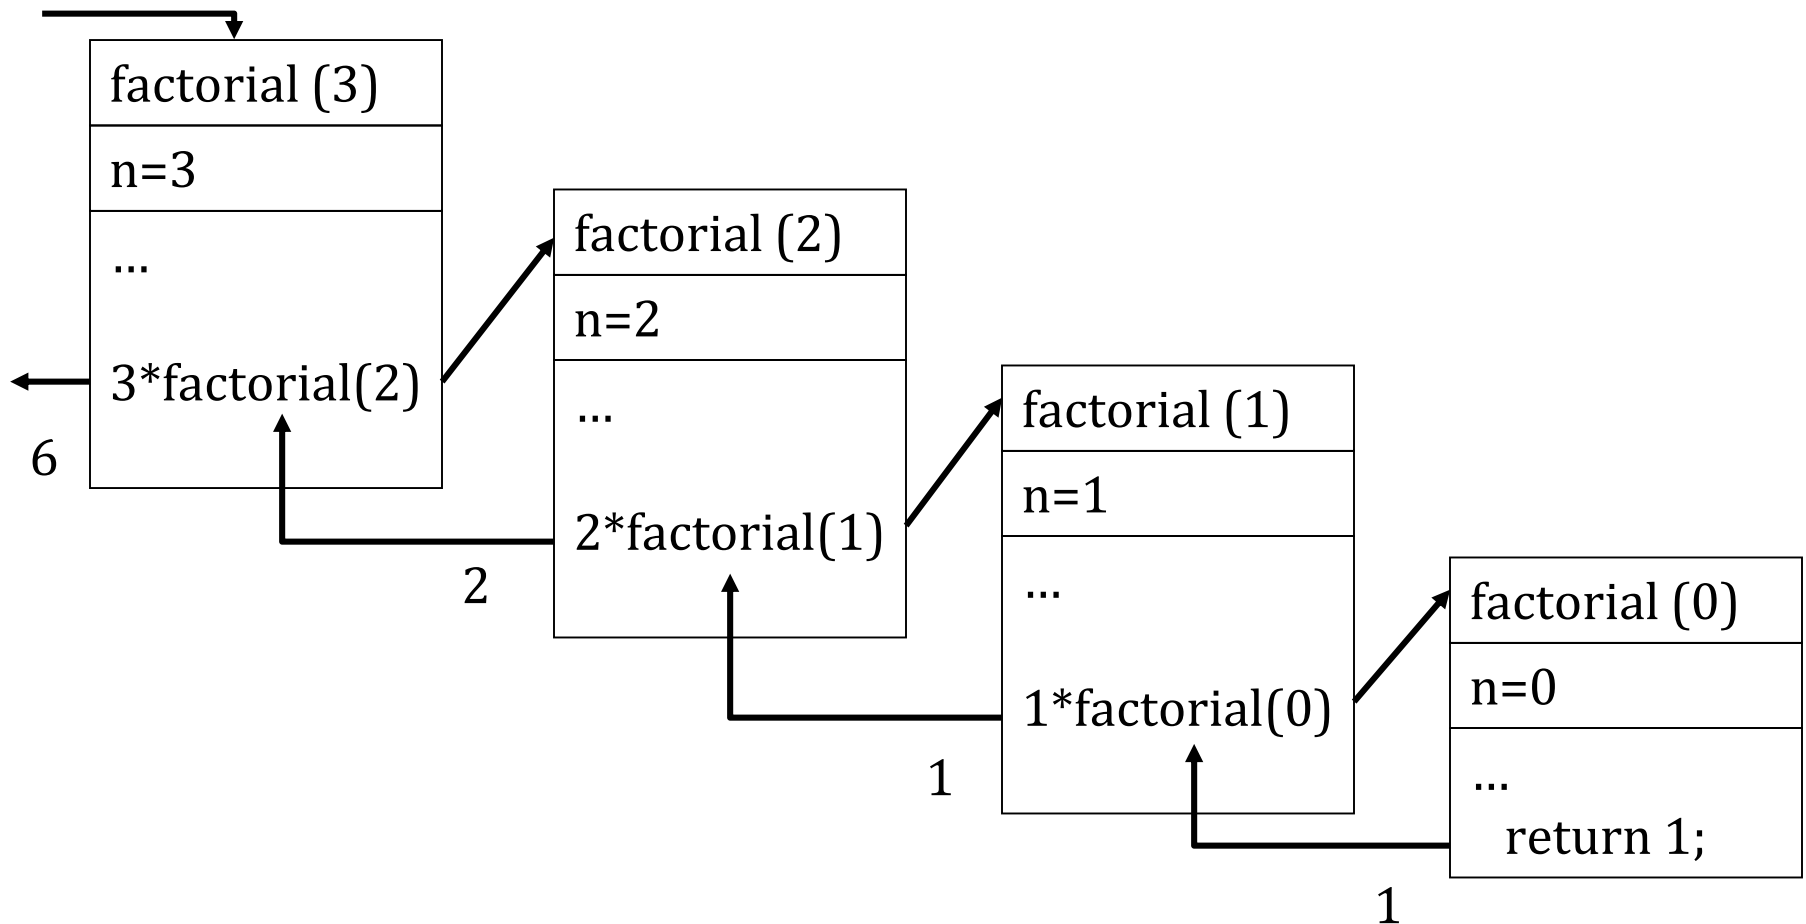 factorial (3)
n=3
...
3*factorial(2)
6
factorial (2)
n=2
...
2*factorial(1)
2
factorial (1)
n=1
...
1*factorial(0)
1
factorial (0)
n=0
...
return 1;
1